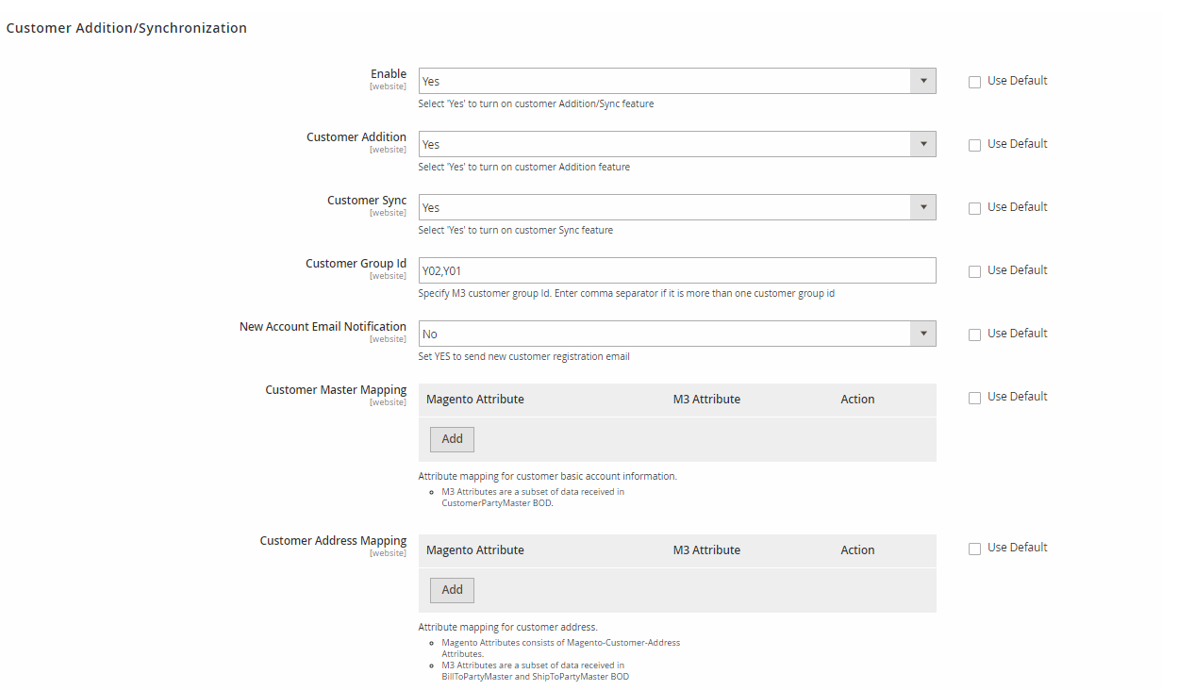 Customer Addition/Synchronization
Enable
[website]
Yes
Use Default
Select 'Yes' to turn on customer Addition/Sync feature
Customer Addition
[website]
Yes
Use Default
Select 'Yes' to turn on customer Addition feature
Customer Sync
[website]
Yes
Use Default
Select 'Yes' to turn on customer Sync feature
Customer Group Id
[website]
Y02,Y01
Use Default
Specify M3 customer group Id. Enter comma separator if it is more than one customer group id
New Account Email Notification
[website]
No
Use Default
Set YES to send new customer registration email
Customer Master Mapping
[website]
Magento Attribute M3 Attribute Action
Use Default
Add
Attribute mapping for customer basic account information.
M3 Attributes are a subset of data received in
CustomerPartyMaster BOD.
Customer Address Mapping
[website]
Magento Attribute M3 Attribute Action
Use Default
Add
Attribute mapping for customer address.
Magento Attributes consists of Magento-Customer-Address
Attributes.
M3 Attributes are a subset of data received in
BillToPartyMaster and ShipToPartyMaster BOD